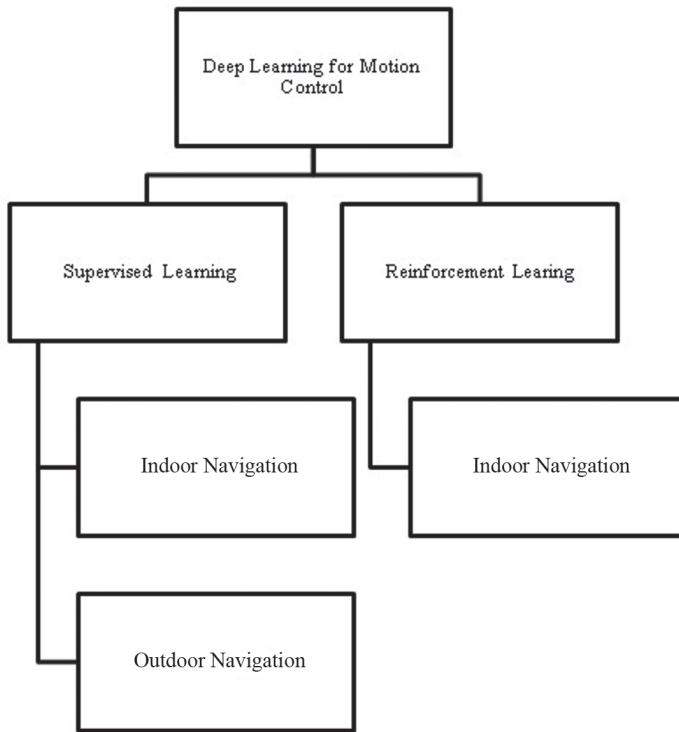 Deep Learning for Motion
Control
Supervised Learning
Reinforcement Learing
Indoor Navigation
Indoor Navigation
Outdoor Navigation